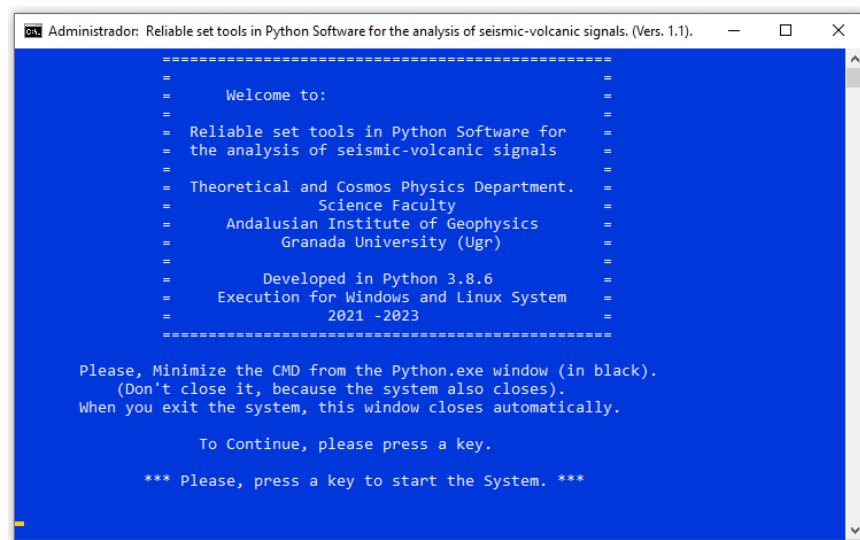 Administrador: Reliable set tools in Python Software for the analysis of seismic-volcanic signals. (Vers. 1.1).
=================================================
= =
= Welcome to: =
= =
= Reliable set tools in Python Software for =
= the analysis of seismic-volcanic signals =
= =
= Theoretical and Cosmos Physics Department. =
= Science Faculty =
= Andalusian Institute of Geophysics =
= Granada University (Ugr) =
= =
= Developed in Python 3.8.6 =
= Execution for Windows and Linux System =
= 2021 -2023 =
=================================================
Please, Minimize the CMD from the Python.exe window (in black).
(Don't close it, because the system also closes).
When you exit the system, this window closes automatically.
To Continue, please press a key.
*** Please, press a key to start the System. ***